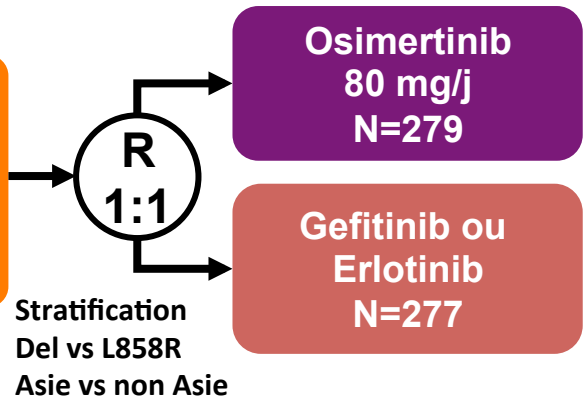 Osimertinib
80 mg/j
N=279
R
1:1
Gefitinib ou
Erlotinib
N=277
Stratification
Del vs L858R
Asie vs non Asie